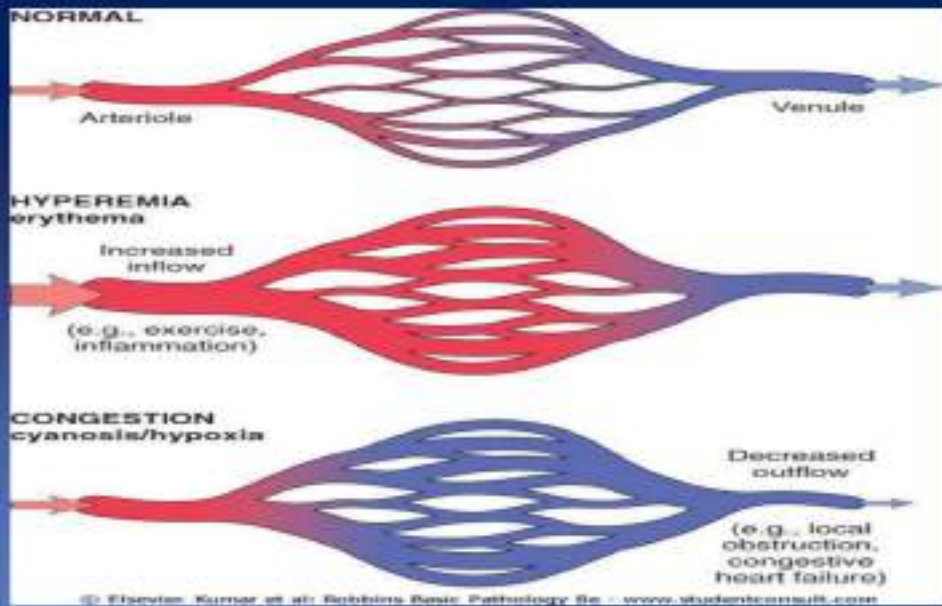 NORMAL
Arteriole
Venule
HYPEREMIA
erythema
Increased
inflow
(e.g., exercise,
inflammation)
CONGESTION
cyanosis/hypoxia
Decreased
outflow
(e.g., local
obstruction,
congestive
heart failure)
© Elsevier. Kumar et al: Robbins Basic Pathology 8e - www.studentconsult.com